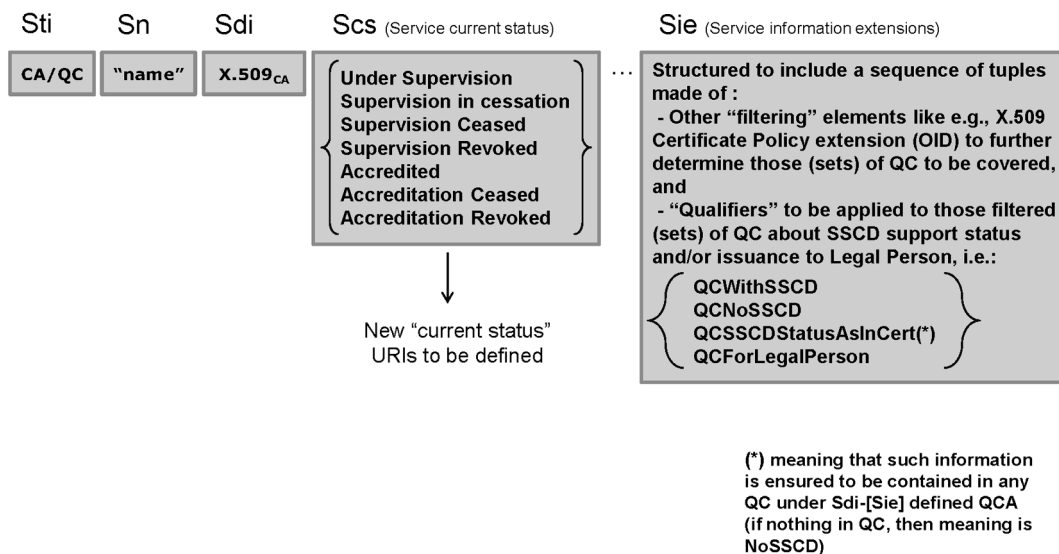 Sti
Sn
Sdi
Scs (Service current status)
Sie (Service information extensions)
CA/QC
“name”
X.509CA
Under Supervision
Supervision in cessation
Supervision Ceased
Supervision Revoked
Accredited
Accreditation Ceased
Accreditation Revoked
...
Structured to include a sequence of tuples
made of :
- Other “filtering” elements like e.g., X.509
Certificate Policy extension (OID) to further
determine those (sets) of QC to be covered,
and
- “Qualifiers” to be applied to those filtered
(sets) of QC about SSCD support status
and/or issuance to Legal Person, i.e.:
QCWithSSCD
QCNoSSCD
QCSSCDStatusAsInCert(*)
QCForLegalPerson
New “current status”
URIs to be defined
(*) meaning that such information
is ensured to be contained in any
QC under Sdi-[Sie] defined QCA
(if nothing in QC, then meaning is
NoSSCD)